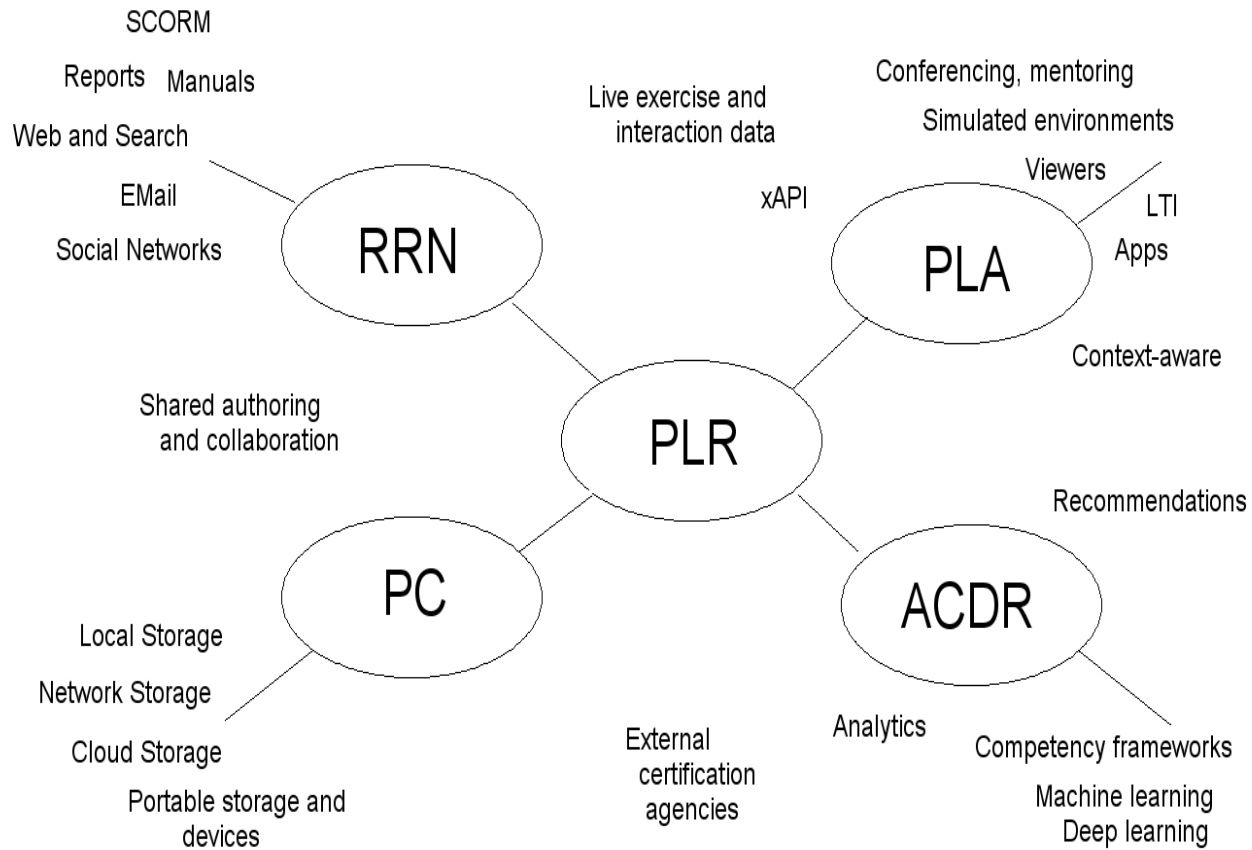 SCORM
Reports
Manuals
Web and Search
EMail
Social Networks
RRN
Live exercise and
interaction data
xAPI
Conferencing, mentoring
Simulated environments
Viewers
LTI
Apps
PLA
Context-aware
Shared authoring
and collaboration
PLR
PC
Local Storage
Network Storage
Cloud Storage
Portable storage and
devices
External
certification
agencies
Recommendations
ACDR
Analytics
Competency frameworks
Machine learning
Deep learning